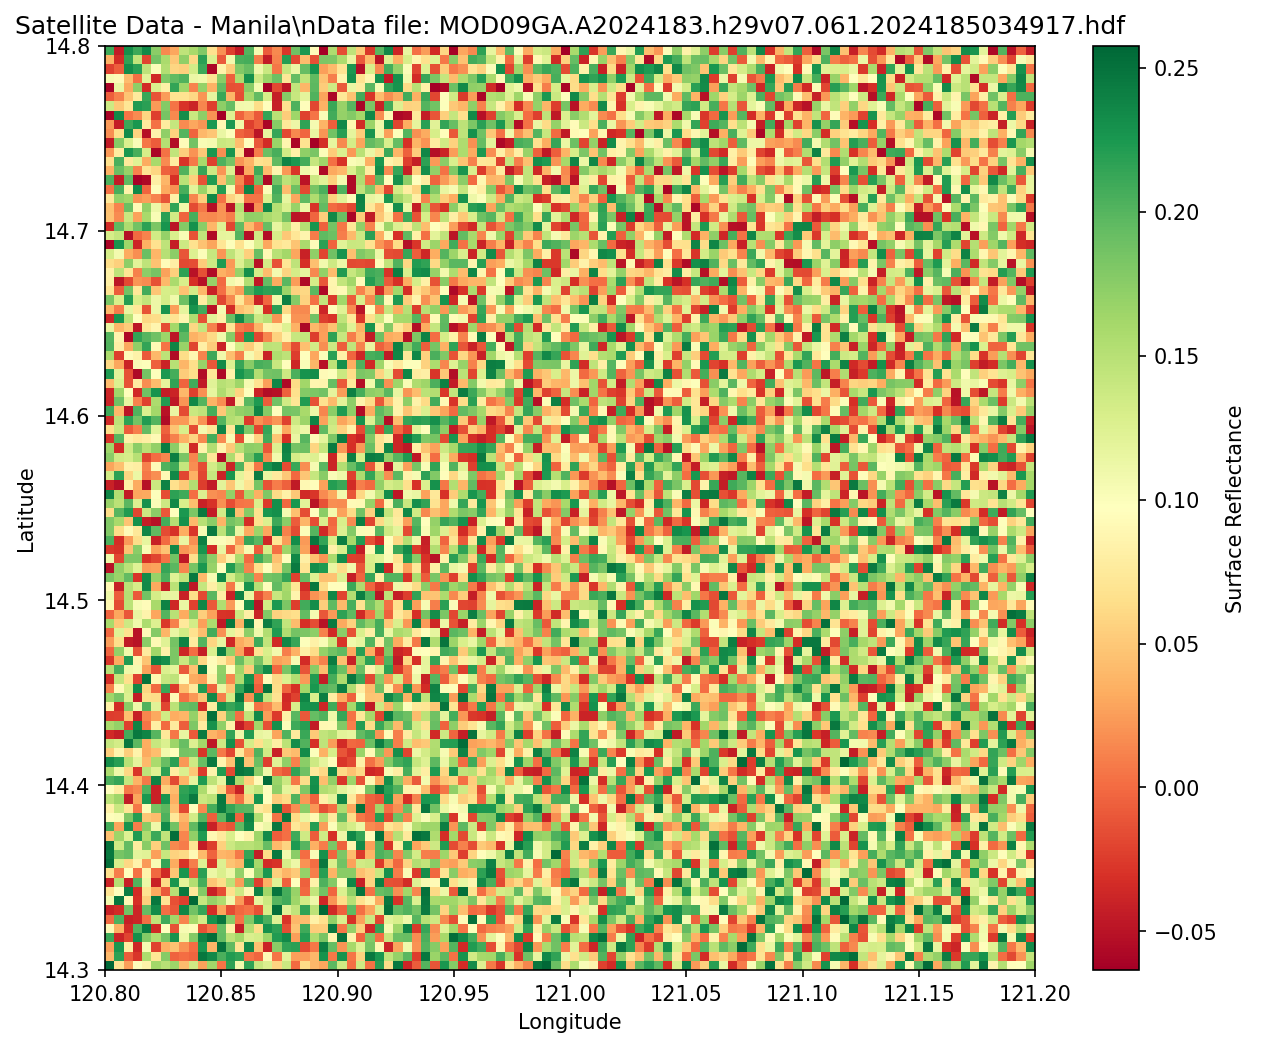 Satellite Data - Manila\nData file: MOD09GA.A2024183.h29v07.061.2024185034917.hdf
14.8
14.7
14.6
14.5
14.4
14.3
Latitude
120.80 120.85 120.90 120.95 121.00 121.05 121.10 121.15 121.20
Longitude
0.25
0.20
0.15
0.10
0.05
0.00
−0.05
Surface Reflectance